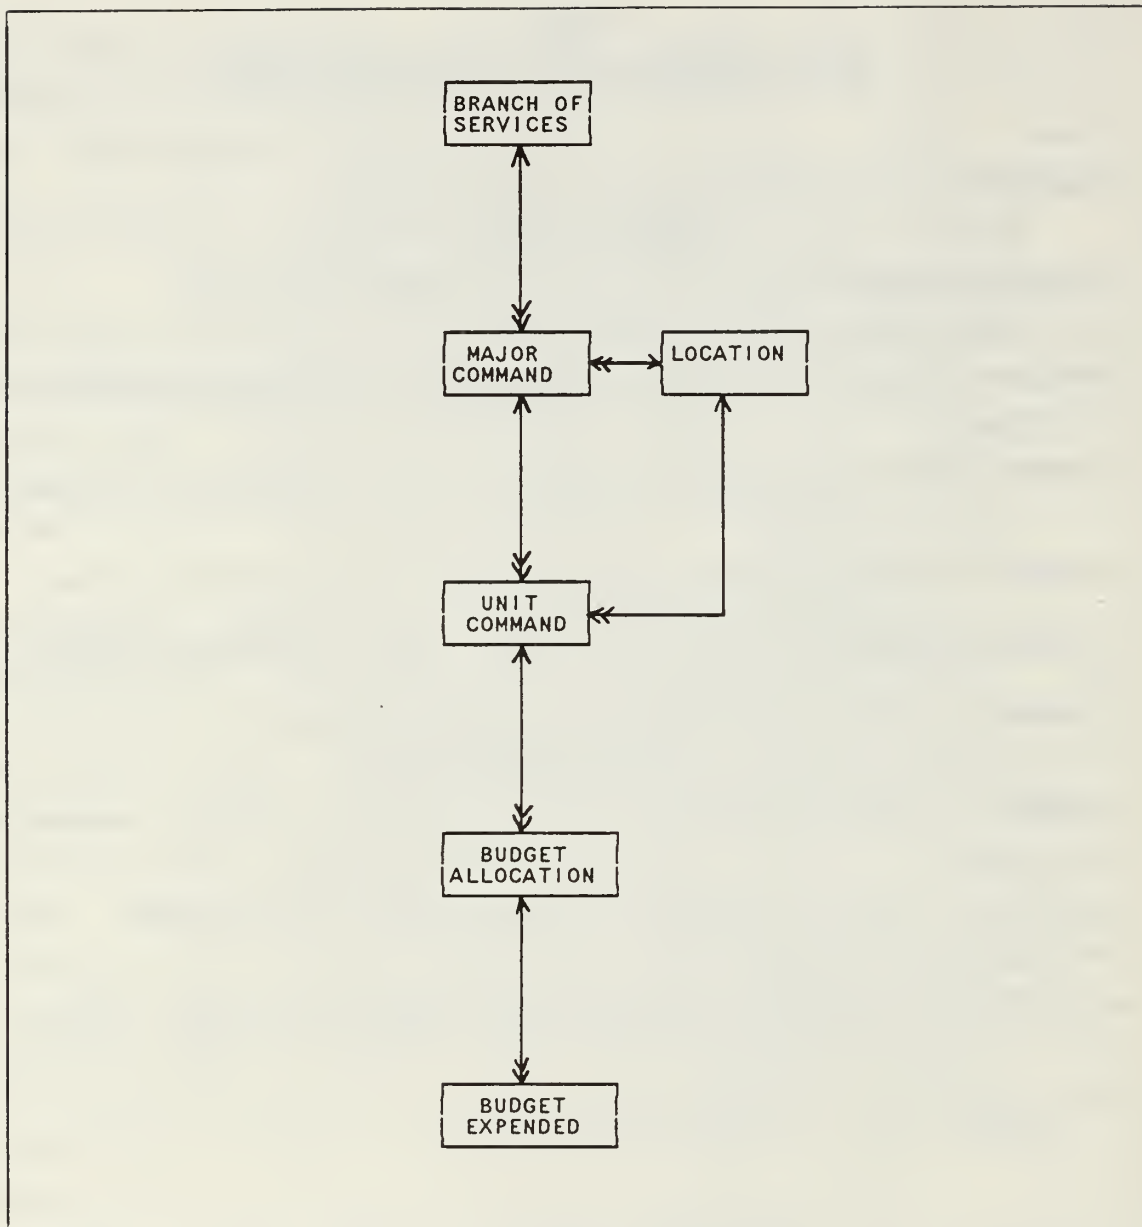 BRANCH OF
SERVICES
MAJOR
COMMAND
LOCATION
UNIT
COMMAND
BUDGET
ALLOCATION
BUDGET
EXPENDED